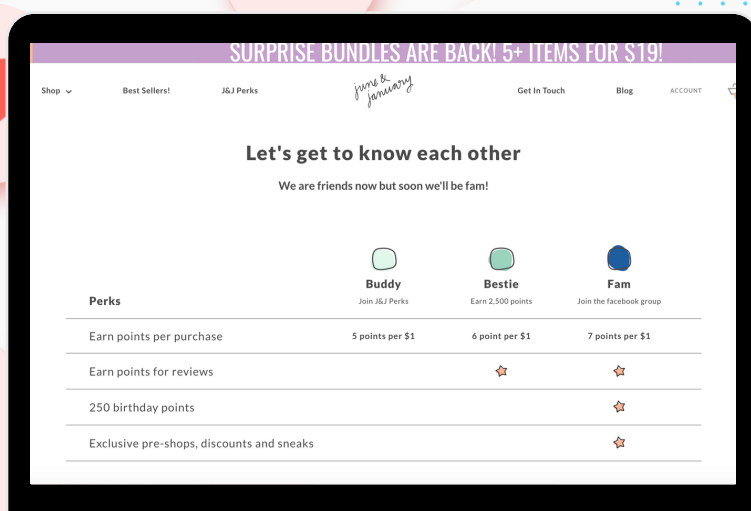 SURPRISE BUNDLES ARE BACK! 5+ ITEMS FOR $19!
Shop Best Sellers! J&J Perks june & january Get In Touch Blog ACCOUNT
Let's get to know each other
We are friends now but soon we'll be fam!
Buddy Bestie Fam
Perks Join J&J Perks Earn 2,500 points Join the facebook group
Earn points per purchase 5 points per $1 6 point per $1 7 points per $1
Earn points for reviews
250 birthday points
Exclusive pre-shops, discounts and sneaks